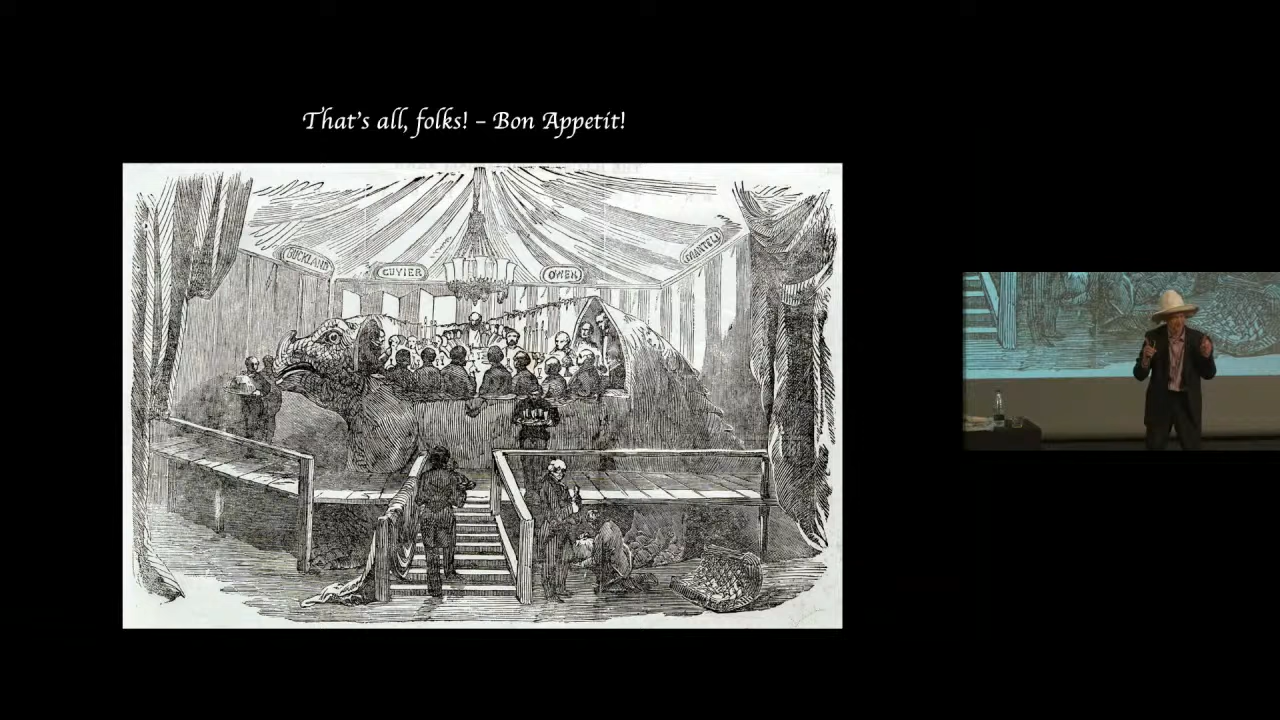 That's all, folks! – Bon Appetit!
BUCKLAND
CUVIER
OWEN
MANTELL